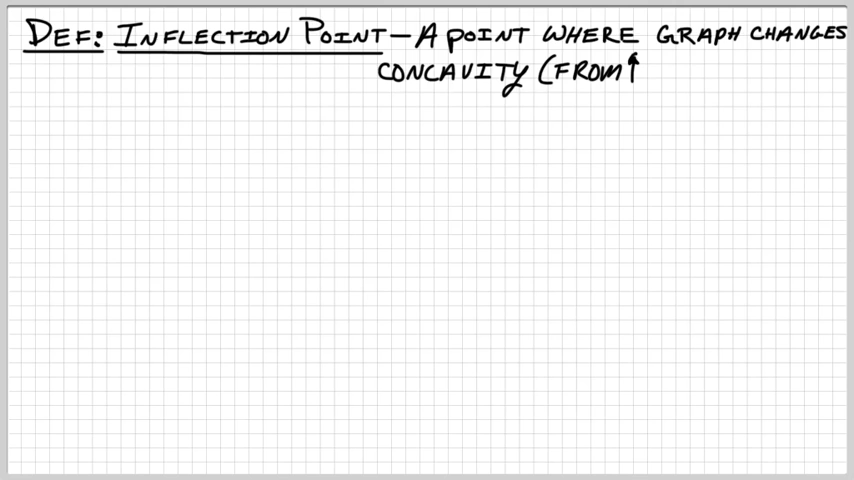 DEF: INFLECTION POINT - A POINT WHERE GRAPH CHANGES
CONCAVITY (FROM ↑